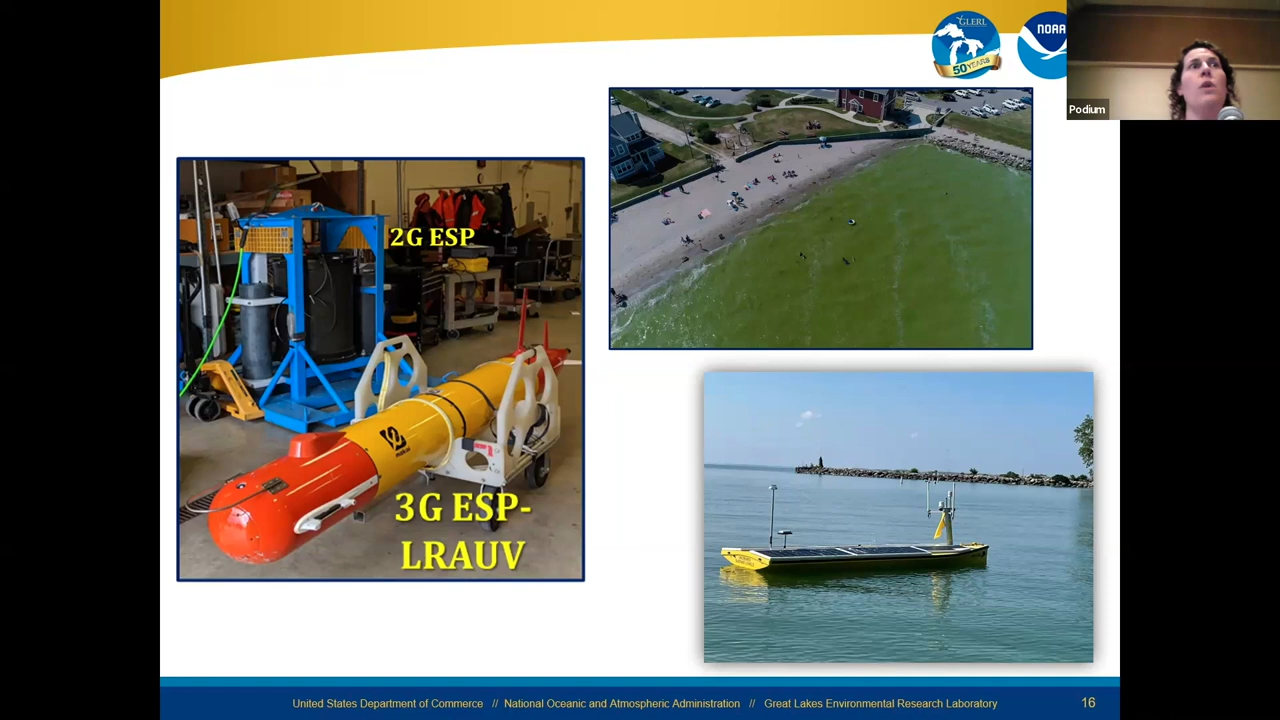 GLERL
50 YEARS
NOAA
Podium
2G ESP
makai
3G ESP-
LRAUV
United States Department of Commerce // National Oceanic and Atmospheric Administration // Great Lakes Environmental Research Laboratory
16